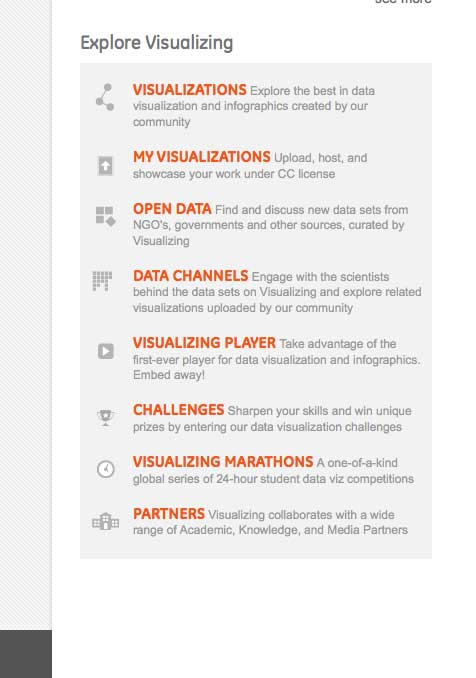 see more
Explore Visualizing
VISUALIZATIONS Explore the best in data
visualization and infographics created by our
community
MY VISUALIZATIONS Upload, host, and
showcase your work under CC license
OPEN DATA Find and discuss new data sets from
NGO's, governments and other sources, curated by
Visualizing
DATA CHANNELS Engage with the scientists
behind the data sets on Visualizing and explore related
visualizations uploaded by our community
VISUALIZING PLAYER Take advantage of the
first-ever player for data visualization and infographics.
Embed away!
CHALLENGES Sharpen your skills and win unique
prizes by entering our data visualization challenges
VISUALIZING MARATHONS A one-of-a-kind
global series of 24-hour student data viz competitions
PARTNERS Visualizing collaborates with a wide
range of Academic, Knowledge, and Media Partners